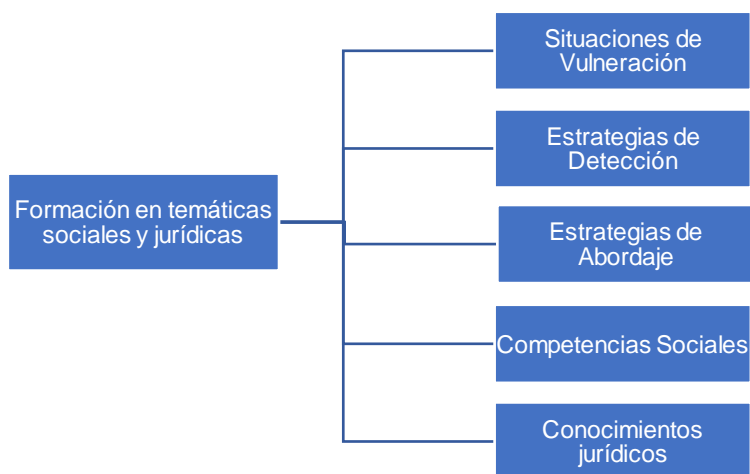 Situaciones de
Vulneración
Estrategias de
Detección
Formación en temáticas
sociales y jurídicas
Estrategias de
Abordaje
Competencias Sociales
Conocimientos
jurídicos